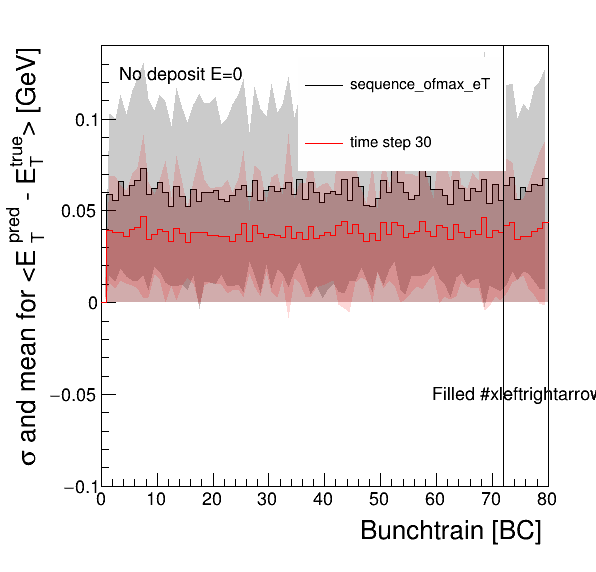 σ and mean for <E_T^pred - E_T^true> [GeV]
No deposit E=0
sequence_ofmax_eT
time step 30
0.1
0.05
0
−0.05
−0.1
Filled #xleftrightarrow
0 10 20 30 40 50 60 70 80
Bunchtrain [BC]